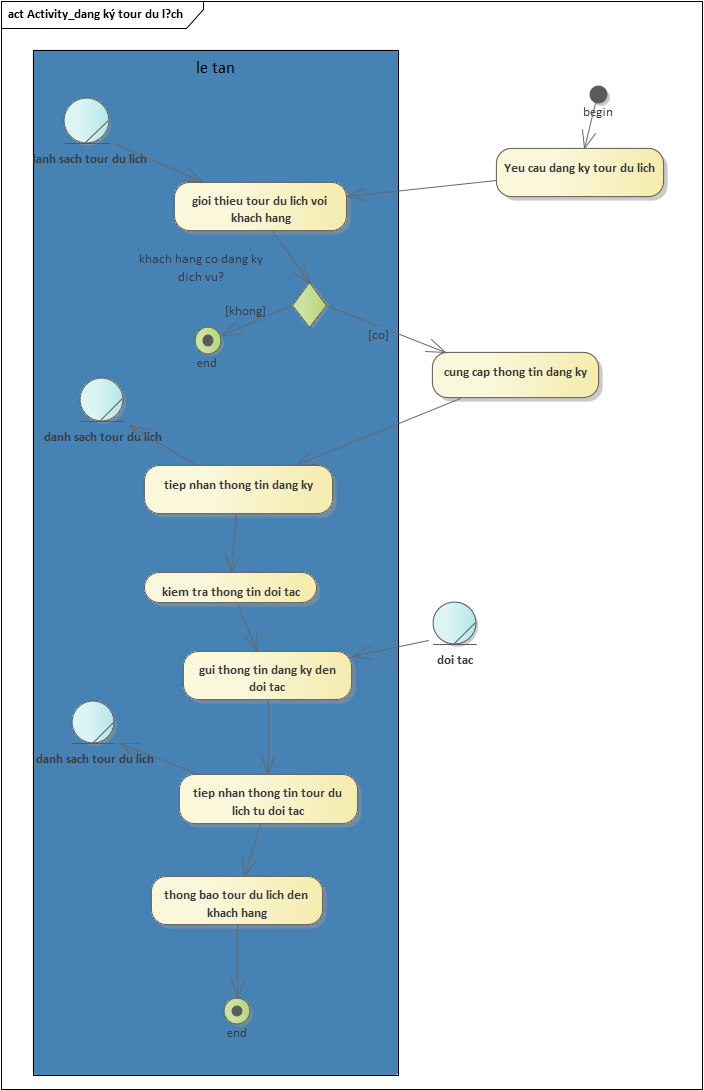 act Activity_dang ký tour du l?ch
le tan
begin
anh sach tour du lich
Yeu cau dang ky tour du lich
gioi thieu tour du lich voi
khach hang
khach hang co dang ky
dich vu?
[khong]
[co]
end
cung cap thong tin dang ky
danh sach tour du lich
tiep nhan thong tin dang ky
kiem tra thong tin doi tac
gui thong tin dang ky den
doi tac
doi tac
danh sach tour du lich
tiep nhan thong tin tour du
lich tu doi tac
thong bao tour du lich den
khach hang
end